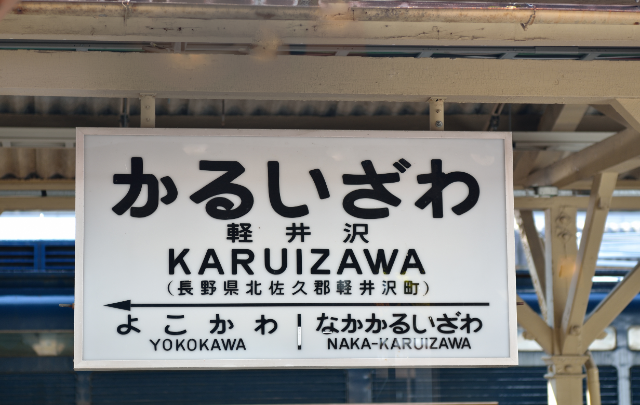 かるいざわ
軽井沢
KARUIZAWA
(長野県北佐久郡軽井沢町)
よこかわ なかかるいざわ
YOKOKAWA NAKA-KARUIZAWA